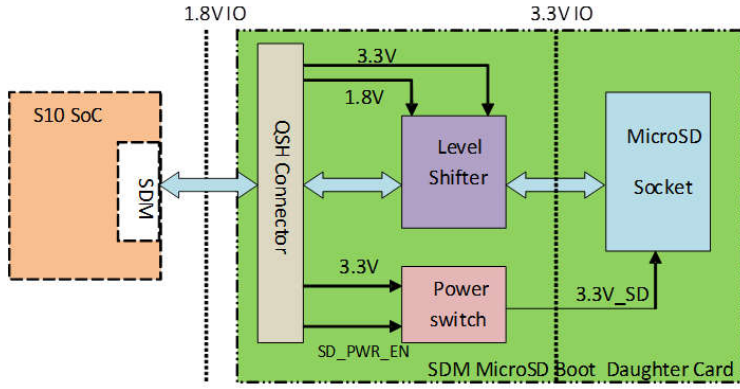 1.8V IO
3.3V IO
S10 SoC
SDM
QSH Connector
3.3V
1.8V
Level
Shifter
MicroSD
Socket
3.3V
Power
switch
SD_PWR_EN
3.3V_SD
SDM MicroSD Boot Daughter Card